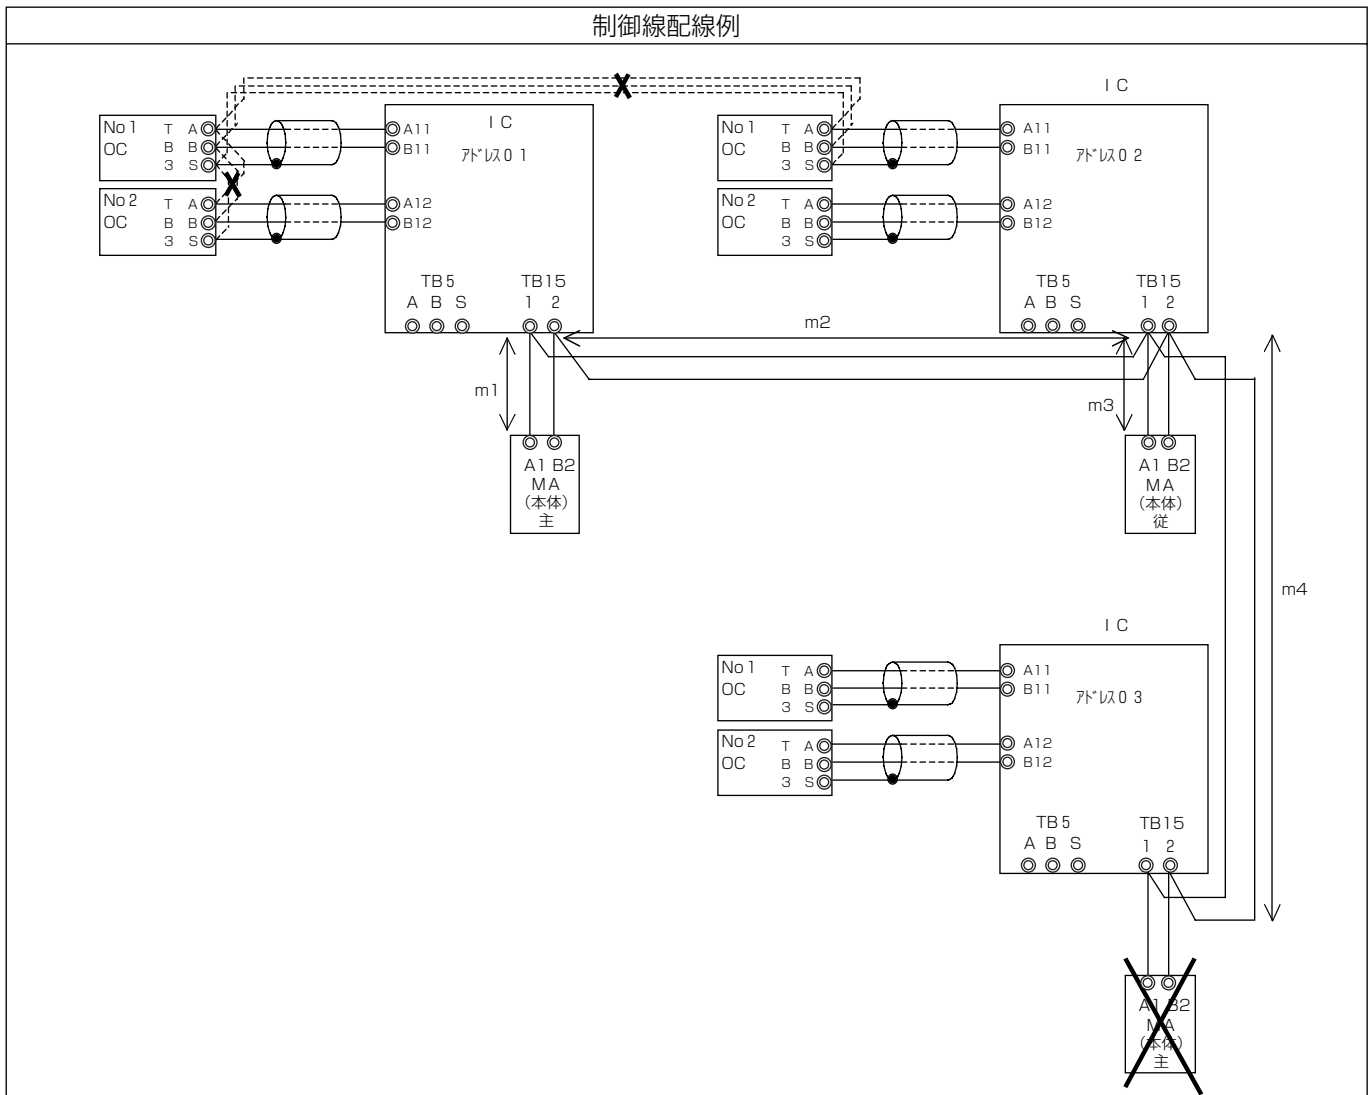 制御線配線例
No1
OC
T A
B B
3 S
No2
OC
T A
B B
3 S
IC
アドレス01
A11
B11
A12
B12
TB5
A B S
TB15
1 2
m1
A1 B2
MA
(本体)
主
m2
No1
OC
T A
B B
3 S
No2
OC
T A
B B
3 S
IC
アドレス02
A11
B11
A12
B12
TB5
A B S
TB15
1 2
m3
A1 B2
MA
(本体)
従
m4
No1
OC
T A
B B
3 S
No2
OC
T A
B B
3 S
IC
アドレス03
A11
B11
A12
B12
TB5
A B S
TB15
1 2
A1 B2
MA
(本体)
主